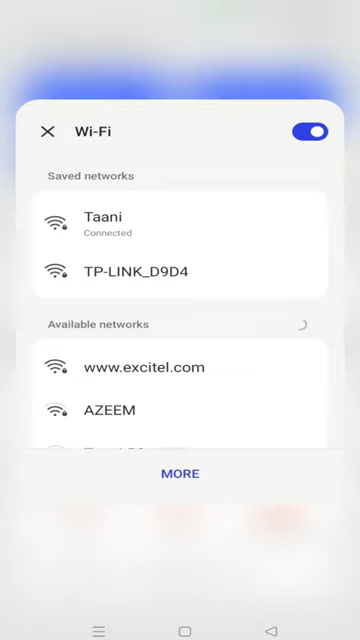 Wi-Fi
Saved networks
Taani
Connected
TP-LINK_D9D4
Available networks
www.excitel.com
AZEEM
MORE